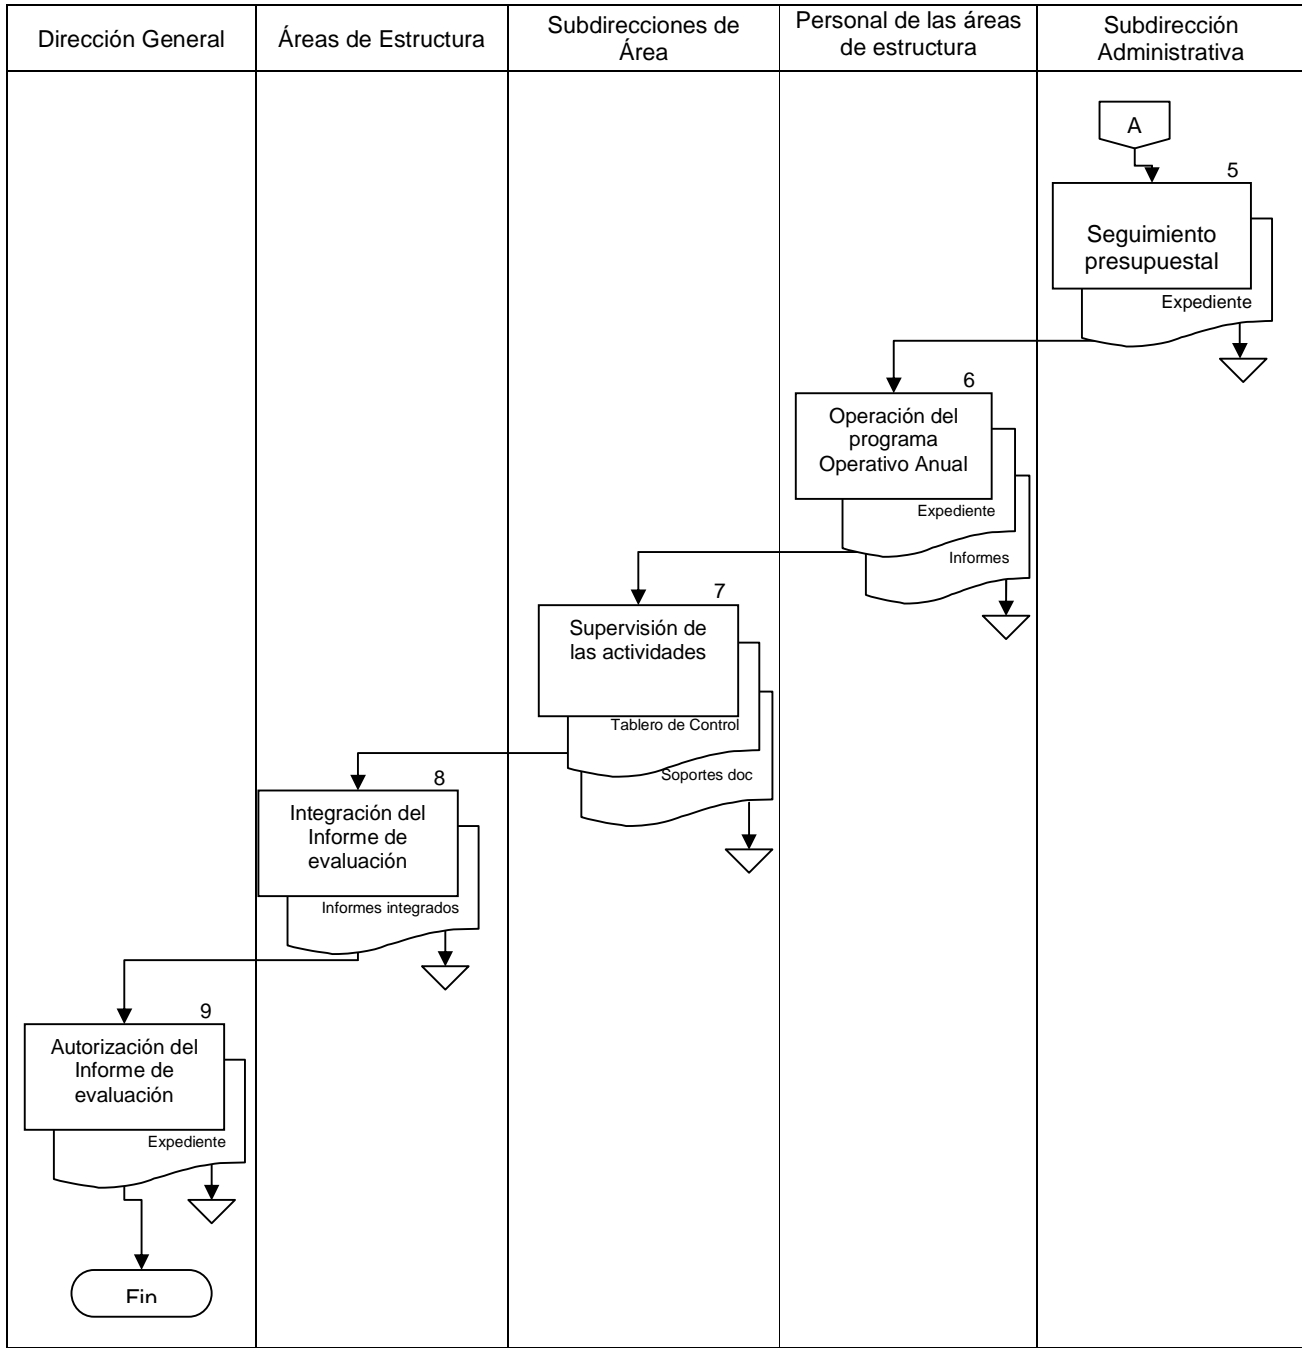 Dirección General
Áreas de Estructura
Subdirecciones de
Área
Personal de las áreas
de estructura
Subdirección
Administrativa
A
5
Seguimiento
presupuestal
Expediente
6
Operación del
programa
Operativo Anual
Expediente
Informes
7
Supervisión de
las actividades
Tablero de Control
Soportes doc
8
Integración del
Informe de
evaluación
Informes integrados
9
Autorización del
Informe de
evaluación
Expediente
Fin